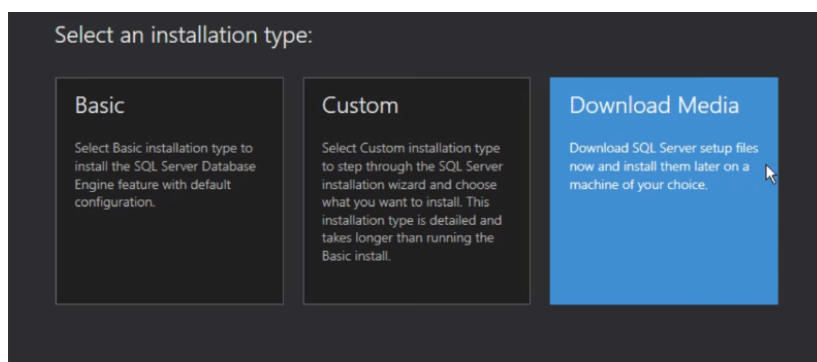 Select an installation type:
Basic
Select Basic installation type to
install the SQL Server Database
Engine feature with default
configuration.
Custom
Select Custom installation type
to step through the SQL Server
installation wizard and choose
what you want to install. This
installation type is detailed and
takes longer than running the
Basic install.
Download Media
Download SQL Server setup files
now and install them later on a
machine of your choice.